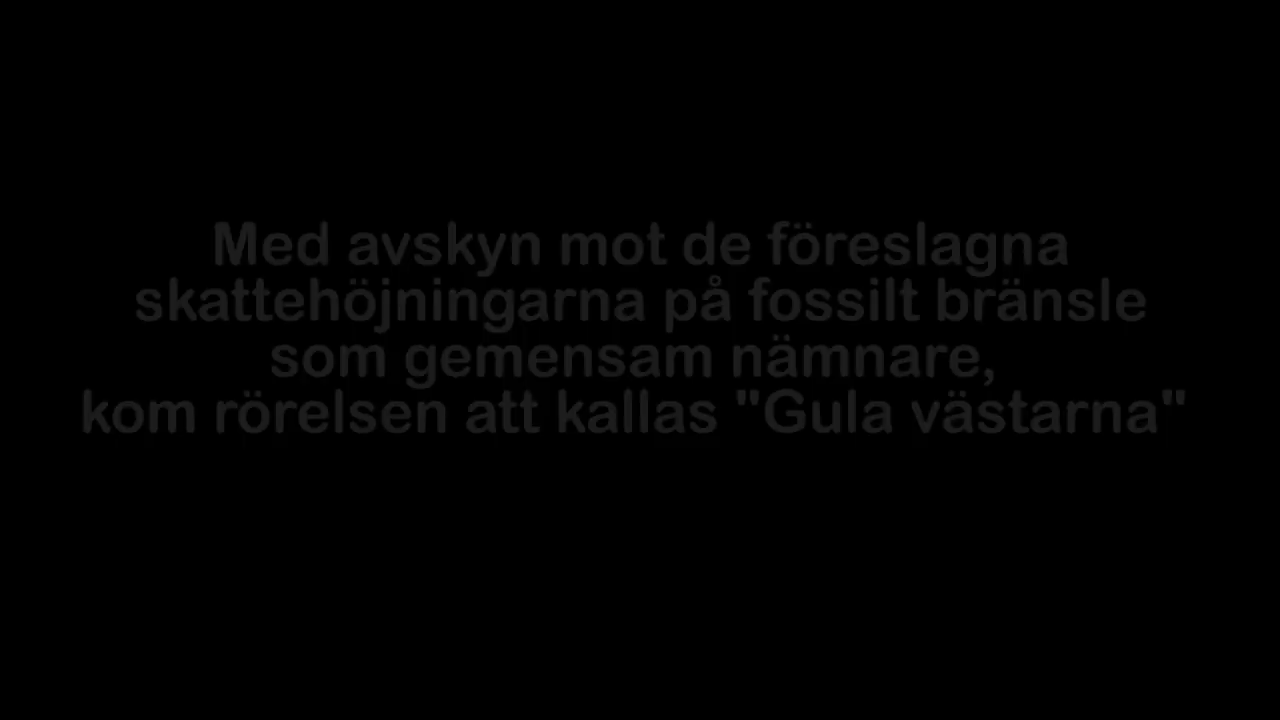 Med avskyn mot de föreslagna
skattehöjningarna på fossilt bränsle
som gemensam nämnare,
kom rörelsen att kallas "Gula västarna"